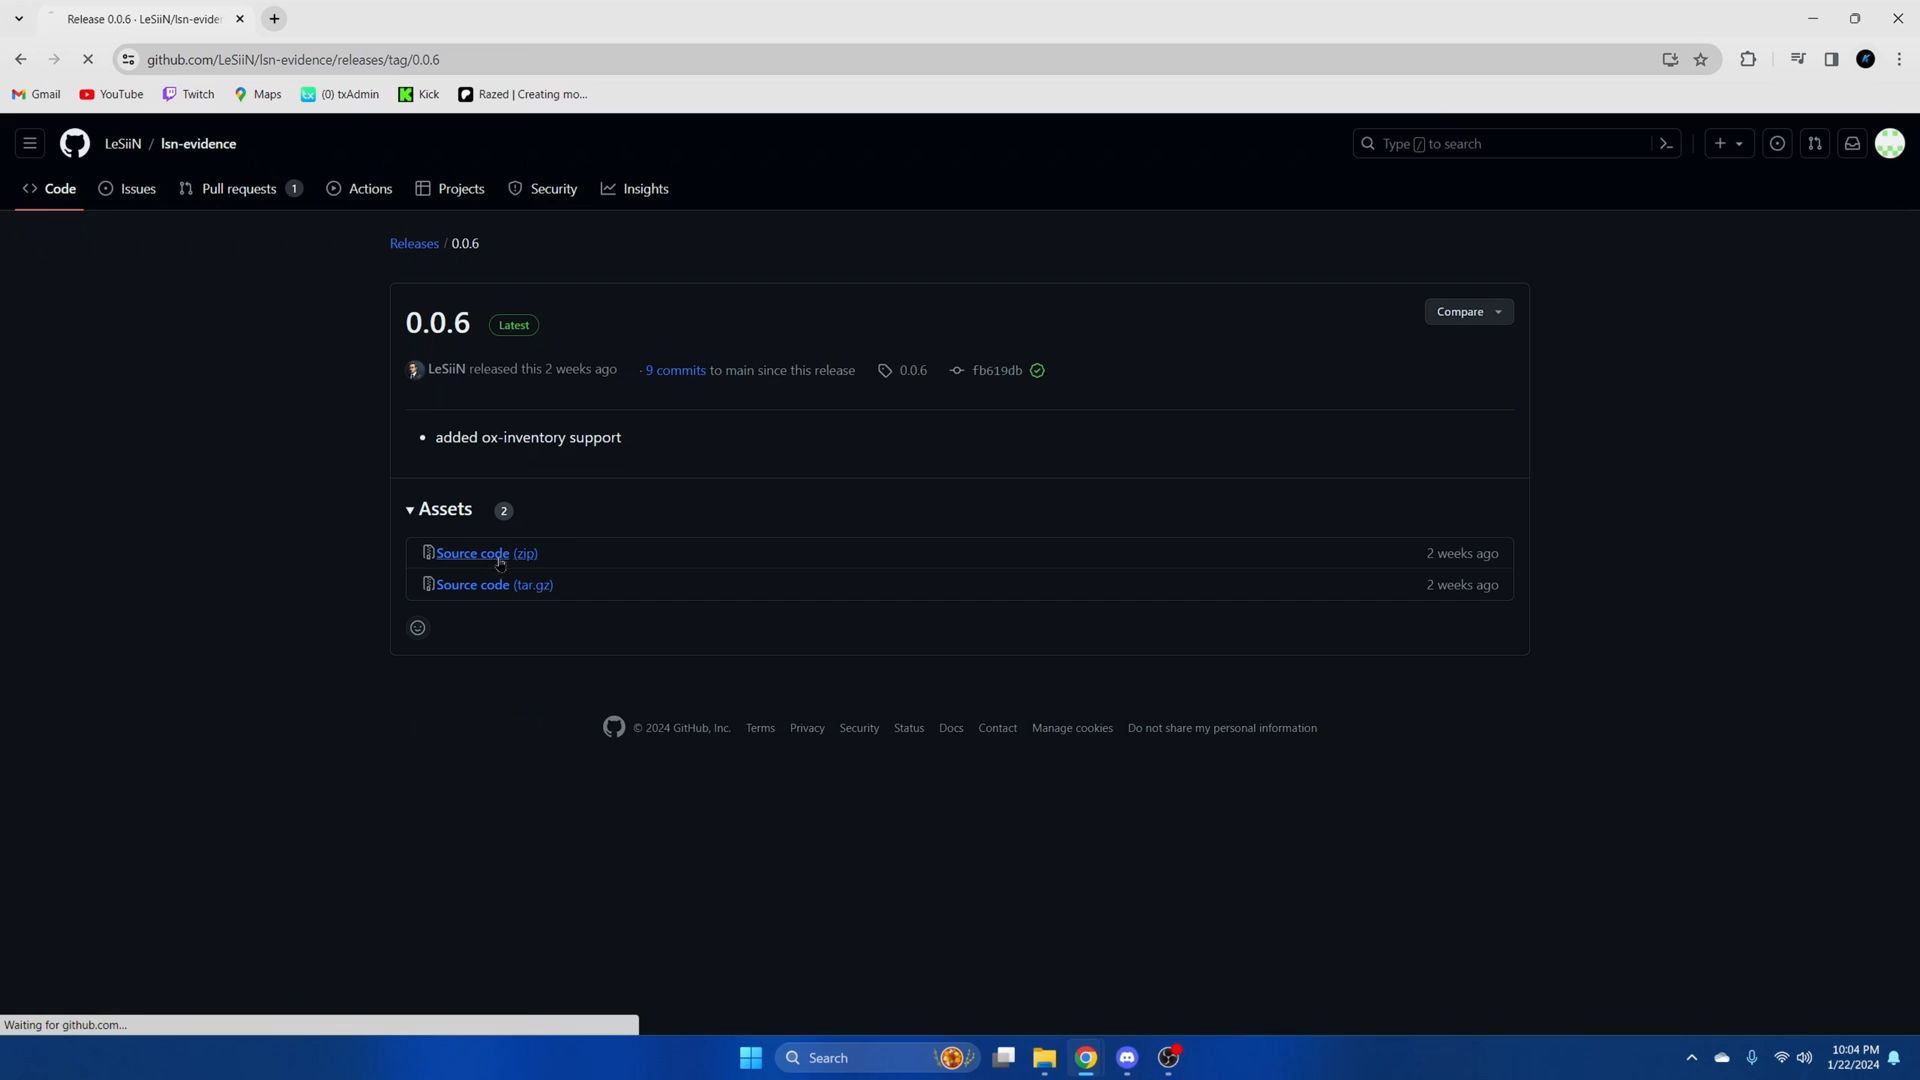 Release 0.0.6 · LeSiiN/lsn-evide
github.com/LeSiiN/lsn-evidence/releases/tag/0.0.6
Gmail YouTube Twitch Maps (0) txAdmin Kick Razed | Creating mo...
LeSiiN / lsn-evidence
Type / to search
Code Issues Pull requests 1 Actions Projects Security Insights
Releases / 0.0.6
0.0.6 Latest
Compare
LeSiiN released this 2 weeks ago · 9 commits to main since this release 0.0.6 fb619db
• added ox-inventory support
Assets 2
Source code (zip) 2 weeks ago
Source code (tar.gz) 2 weeks ago
© 2024 GitHub, Inc. Terms Privacy Security Status Docs Contact Manage cookies Do not share my personal information
Waiting for github.com...
Search
10:04 PM
1/22/2024